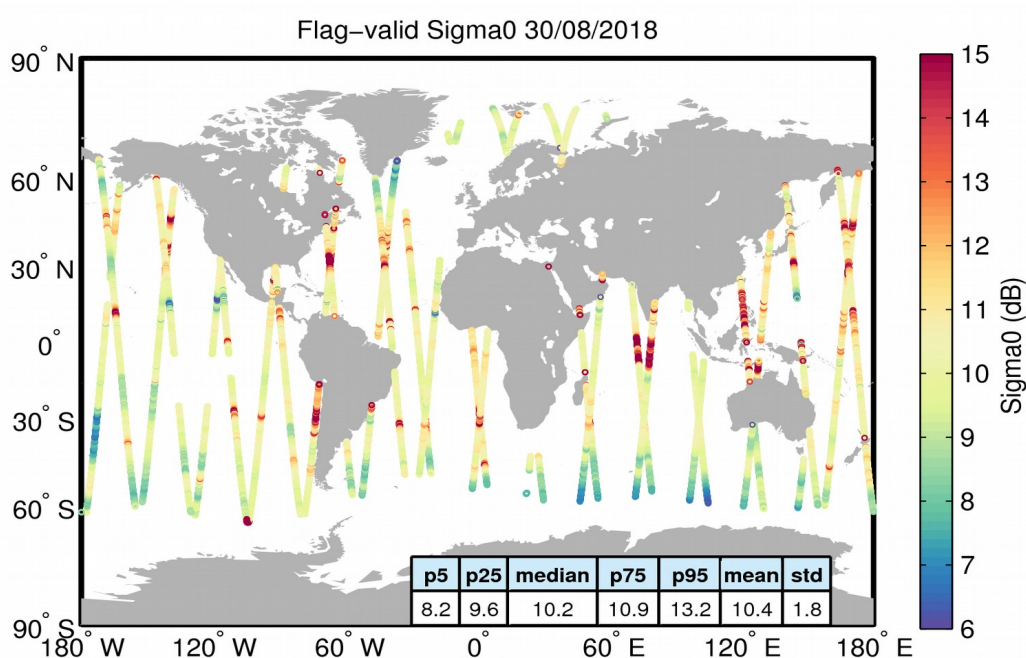 Flag−valid Sigma0 30/08/2018
90° N
60° N
30° N
0°
30° S
60° S
90° S
180° W 120° W 60° W 0° 60° E 120° E 180° E
p5 p25 median p75 p95 mean std
8.2 9.6 10.2 10.9 13.2 10.4 1.8
15
14
13
12
11
10
9
8
7
6
Sigma0 (dB)